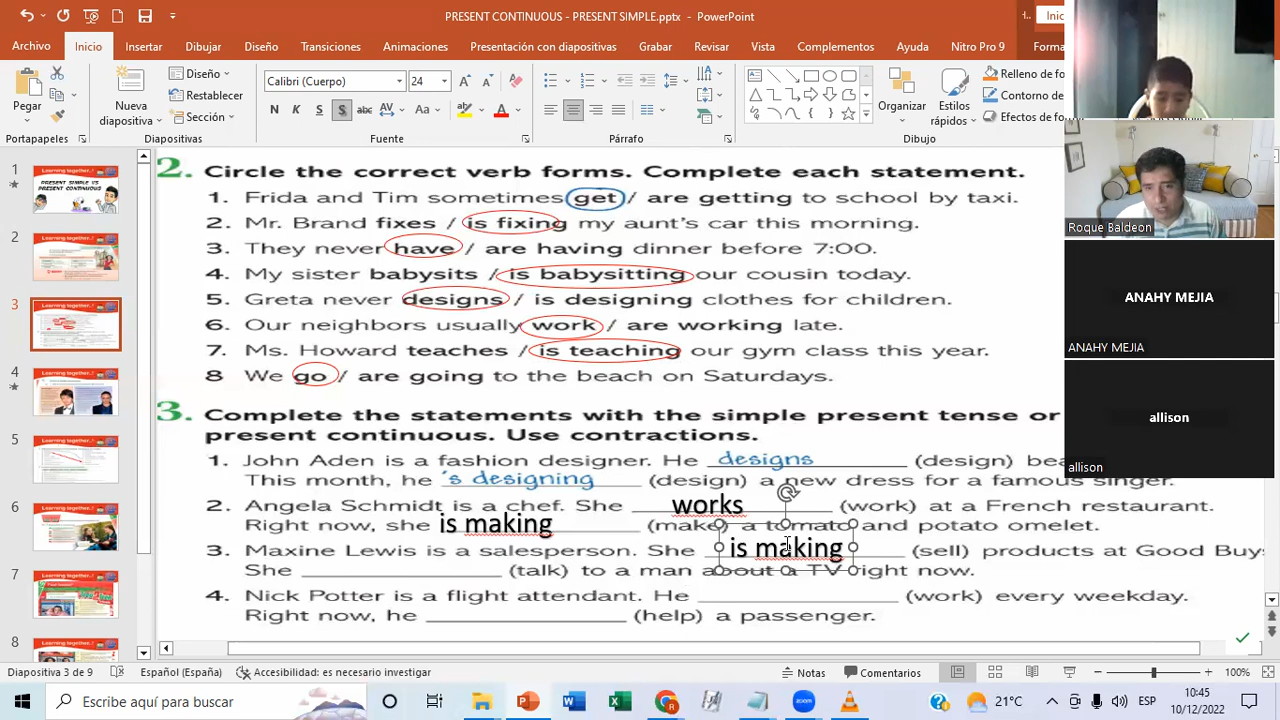 PRESENT CONTINUOUS - PRESENT SIMPLE.pptx - PowerPoint
Archivo Inicio Insertar Dibujar Diseño Transiciones Animaciones Presentación con diapositivas Grabar Revisar Vista Complementos Ayuda Nitro Pro 9
Pegar
Nueva diapositiva
Diseño
Restablecer
Sección
Calibri (Cuerpo) 24
N K S S abc AV Aa
Organizar
Estilos rápidos
Relleno de
Contorno de
Efectos de
Portapapeles Diapositivas Fuente Párrafo Dibujo
2. Circle the correct verb forms. Complete each statement.
1. Frida and Tim sometimes get / are getting to school by taxi.
2. Mr. Brand fixes / is fixing my aunt's car this morning.
3. They never have / are having dinner before 7:00.
4. My sister babysits / is babysitting our cousin today.
5. Greta never designs / is designing clothes for children.
6. Our neighbors usually work / are working late.
7. Ms. Howard teaches / is teaching our gym class this year.
8 We go / are going to the beach on Saturdays.
3. Complete the statements with the simple present tense or
present continuous. Use contractions.
1. John Allen is a fashion designer. He designs (design)
This month, he 's designing (design) a new dress for a famous singer.
2. Angela Schmidt is a chef. She works (work) at a French restaurant.
Right now, she is making (make) a tomato and potato omelet.
3. Maxine Lewis is a salesperson. She is making (sell) products at Good Buys
She (talk) to a man about a TV right now.
4. Nick Potter is a flight attendant. He (work) every weekday.
Right now, he (help) a passenger.
1
2
3
4
5
6
8
Roque Baldeon
ANAHY MEJIA
ANAHY MEJIA
allison
allison
Diapositiva 3 de 9 Español (España) Accesibilidad: es necesario investigar Notas Comentarios 100%
Buscar 21°C ESP 10:45
10/12/2022